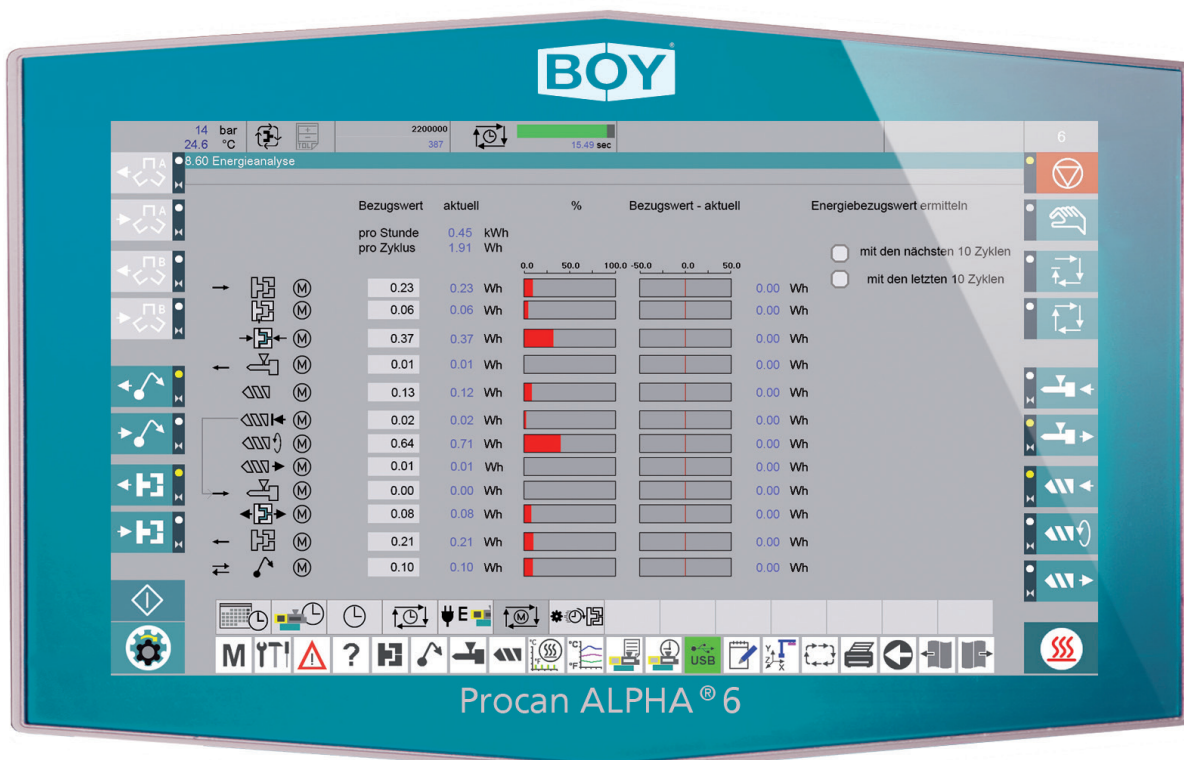 BOY®
14 bar
24.6 °C
TOLP
2200000
387
15.49 sec
6
8.60 Energieanalyse
Bezugswert aktuell % Bezugswert - aktuell Energiebezugswert ermitteln
pro Stunde 0.45 kWh
pro Zyklus 1.91 Wh
mit den nächsten 10 Zyklen
mit den letzten 10 Zyklen
0.0 50.0 100.0 -50.0 0.0 50.0
M 0.23 0.23 Wh 0.00 Wh
M 0.06 0.06 Wh 0.00 Wh
M 0.37 0.37 Wh 0.00 Wh
M 0.01 0.01 Wh 0.00 Wh
M 0.13 0.12 Wh 0.00 Wh
M 0.02 0.02 Wh 0.00 Wh
M 0.64 0.71 Wh 0.00 Wh
M 0.01 0.01 Wh 0.00 Wh
M 0.00 0.00 Wh 0.00 Wh
M 0.08 0.08 Wh 0.00 Wh
M 0.21 0.21 Wh 0.00 Wh
M 0.10 0.10 Wh 0.00 Wh
A
A
B
B
E M
M ? °C °C °F USB Y Z X
Procan ALPHA® 6